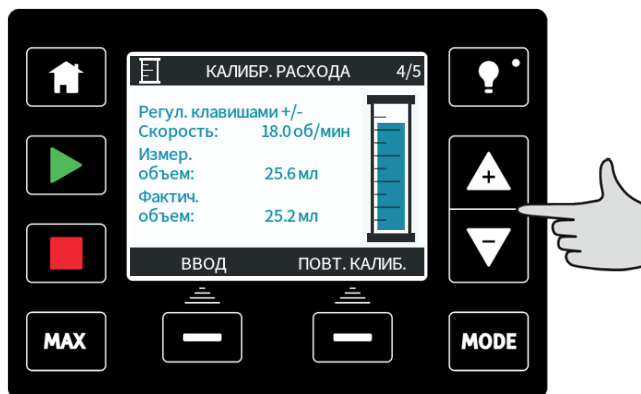 КАЛИБР. РАСХОДА 4/5
Регул. клавишами +/-
Скорость: 18.0 об/мин
Измер.
объем: 25.6 мл
Фактич.
объем: 25.2 мл
ВВОД ПОВТ. КАЛИБ.
MAX MODE